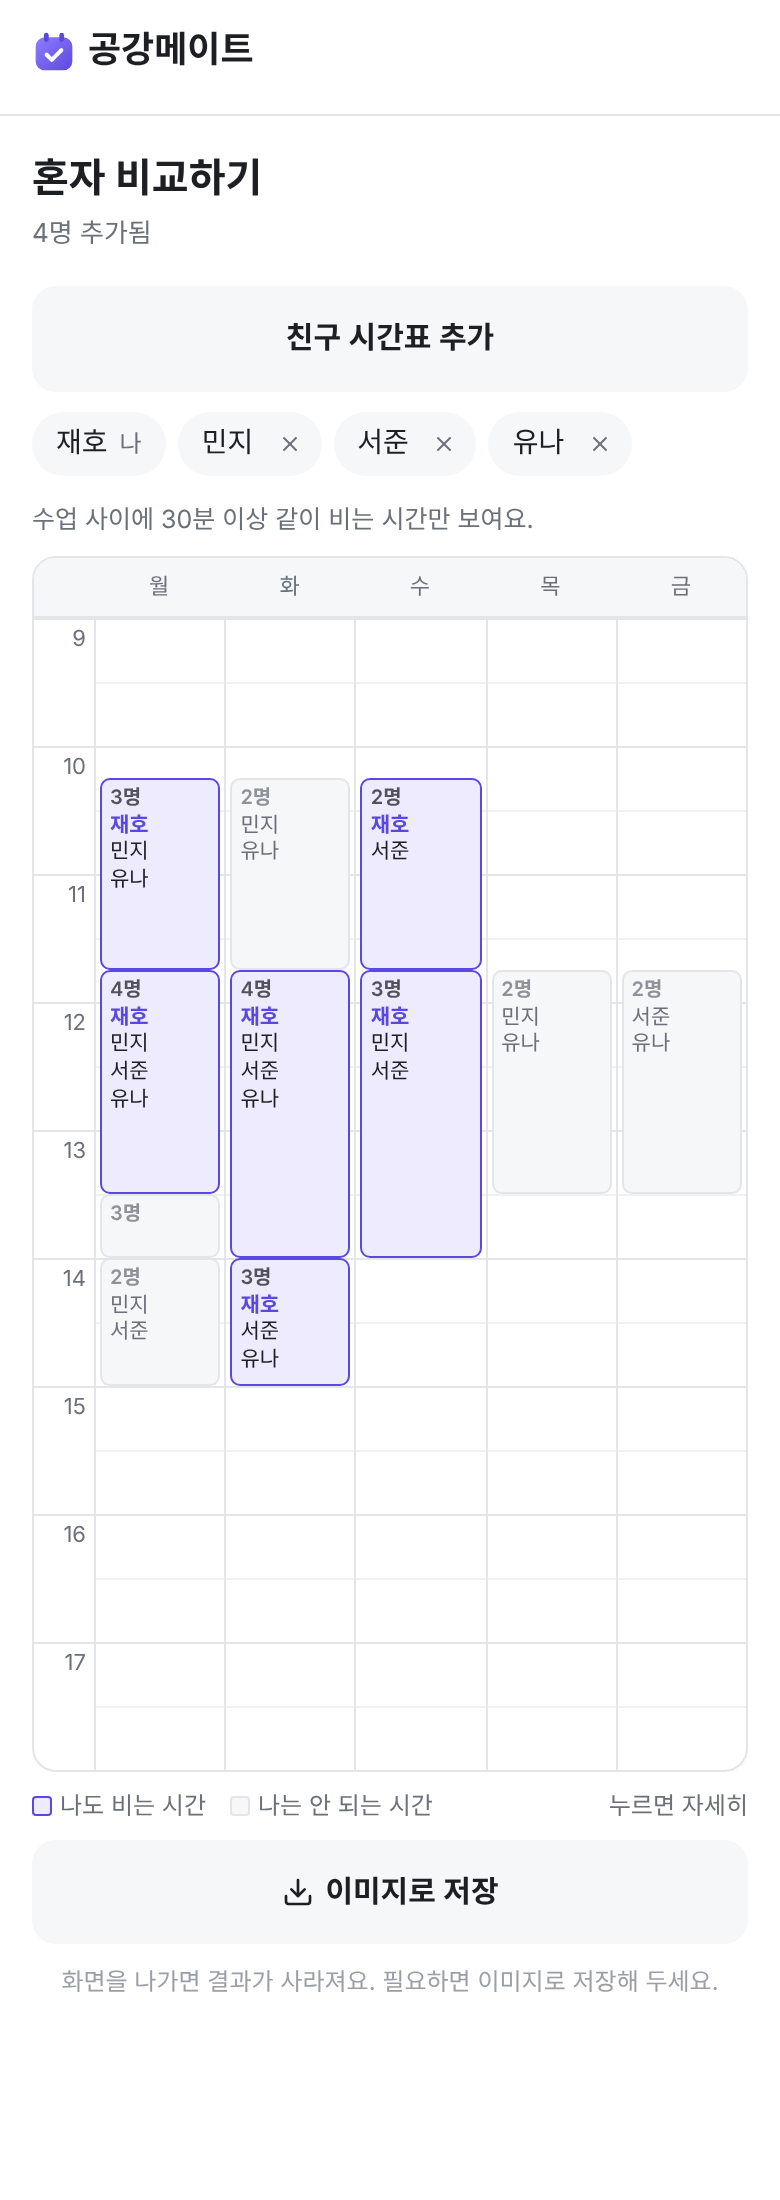 공강메이트
혼자 비교하기
4명 추가됨
친구 시간표 추가
재호 나 민지 × 서준 × 유나 ×
수업 사이에 30분 이상 같이 비는 시간만 보여요.
월 화 수 목 금
9
10
3명
재호
민지
유나
2명
민지
유나
2명
재호
서준
11
4명
재호
민지
서준
유나
4명
재호
민지
서준
유나
3명
재호
민지
서준
2명
민지
유나
2명
서준
유나
12
13
3명
14
2명
민지
서준
3명
재호
서준
유나
15
16
17
나도 비는 시간 나는 안 되는 시간 누르면 자세히
이미지로 저장
화면을 나가면 결과가 사라져요. 필요하면 이미지로 저장해 두세요.